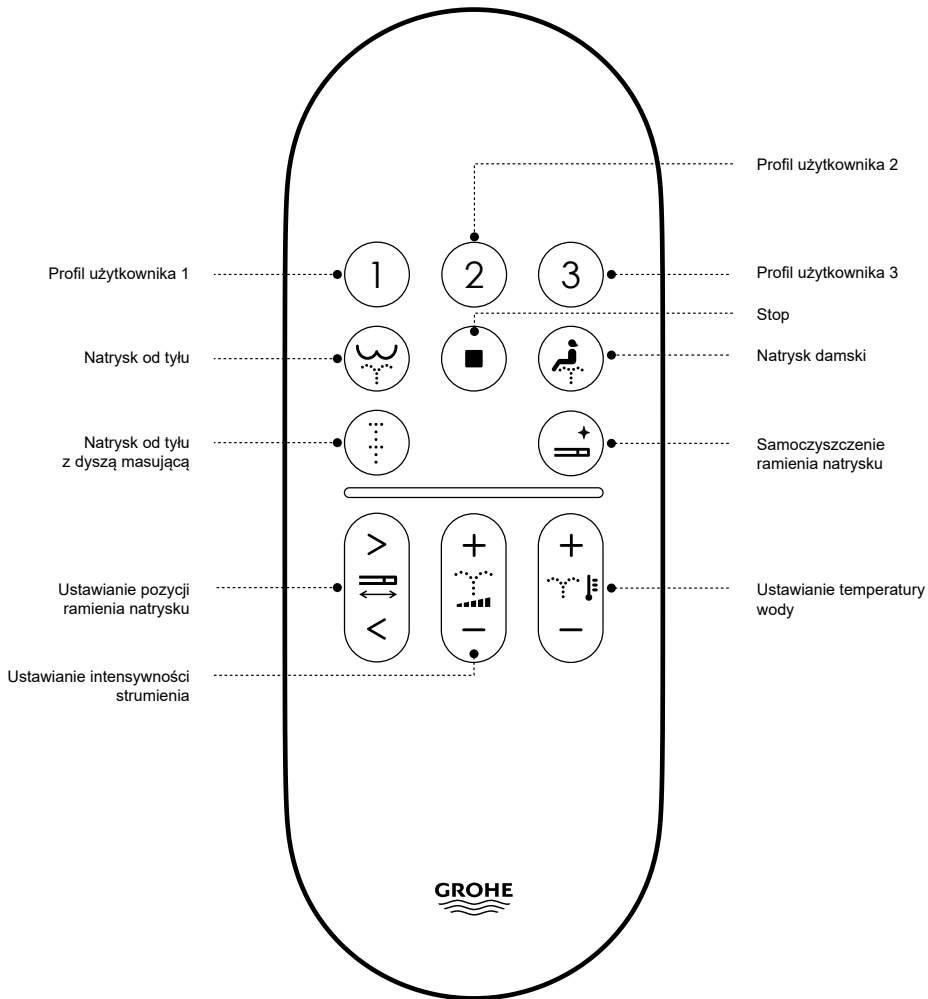 Profil użytkownika 2
Profil użytkownika 1
1
2
3
Profil użytkownika 3
Stop
Natrysk od tyłu
Natrysk damski
Natrysk od tyłu
z dyszą masującą
Samoczyszczenie
ramienia natrysku
Ustawianie pozycji
ramienia natrysku
Ustawianie temperatury
wody
Ustawianie intensywności
strumienia
GROHE